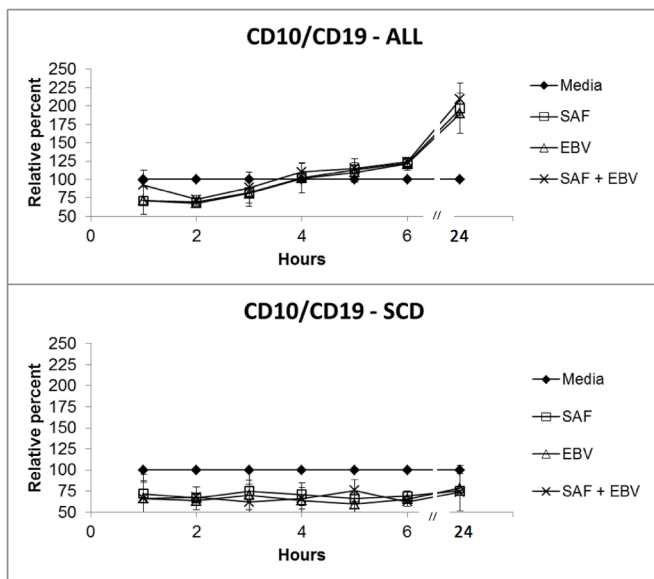 CD10/CD19 - ALL
Relative percent
250
225
200
175
150
125
100
75
50
0 2 4 6 // 24
Hours
Media
SAF
EBV
SAF + EBV
CD10/CD19 - SCD
Relative percent
250
225
200
175
150
125
100
75
50
0 2 4 6 // 24
Hours
Media
SAF
EBV
SAF + EBV